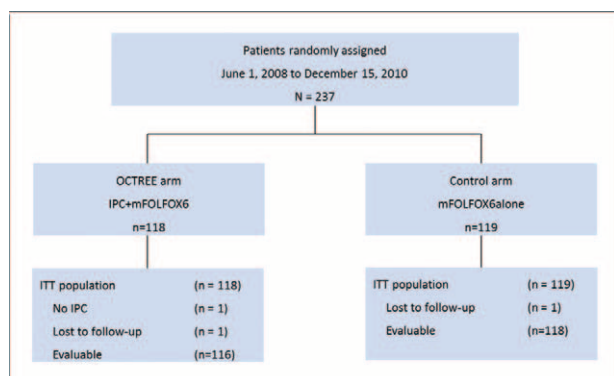 Patients randomly assigned
June 1, 2008 to December 15, 2010
N = 237
OCTREE arm
IPC+mFOLFOX6
n=118
Control arm
mFOLFOX6alone
n=119
ITT population (n = 118)
No IPC (n = 1)
Lost to follow-up (n = 1)
Evaluable (n=116)
ITT population (n = 119)
Lost to follow-up (n = 1)
Evaluable (n=118)